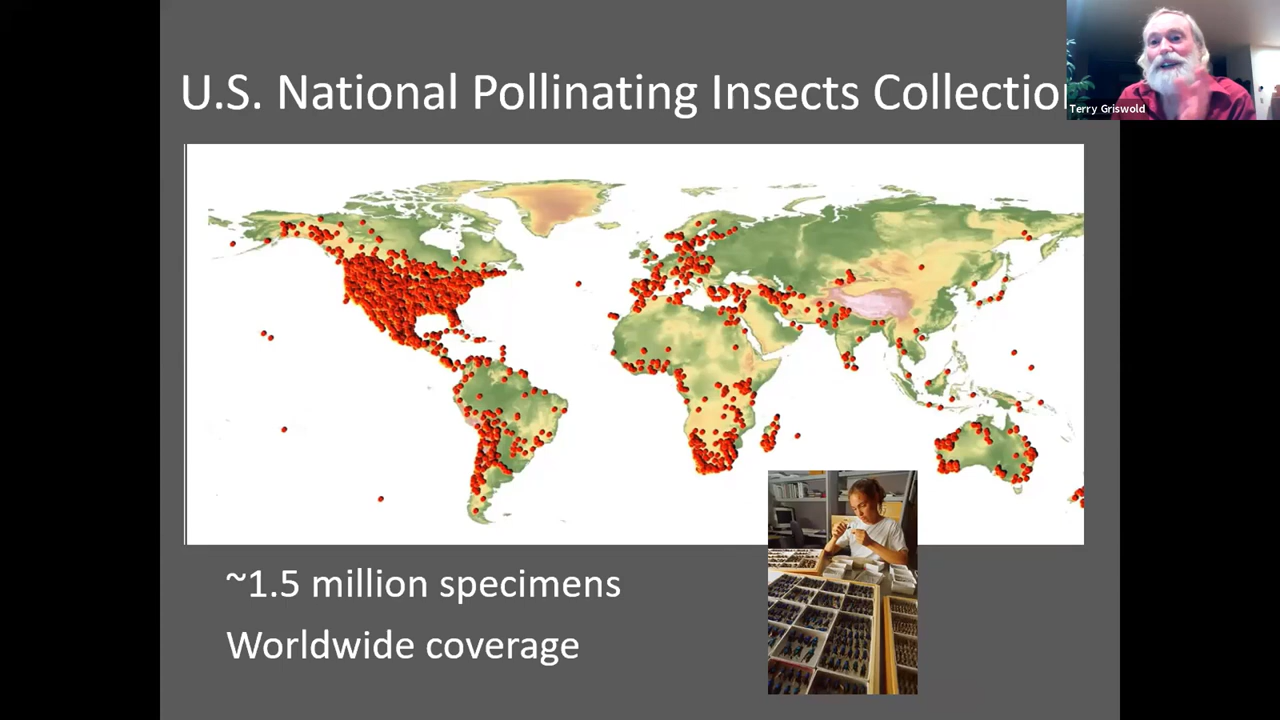 U.S. National Pollinating Insects Collectio
Terry Griswold
~1.5 million specimens
Worldwide coverage